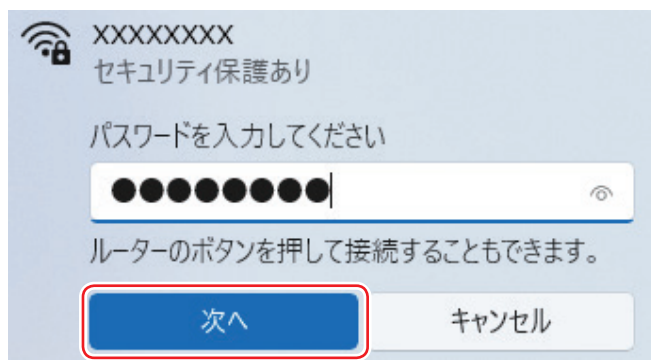 XXXXXXXX
セキュリティ保護あり
パスワードを入力してください
●●●●●●●●
ルーターのボタンを押して接続することもできます。
次へ
キャンセル